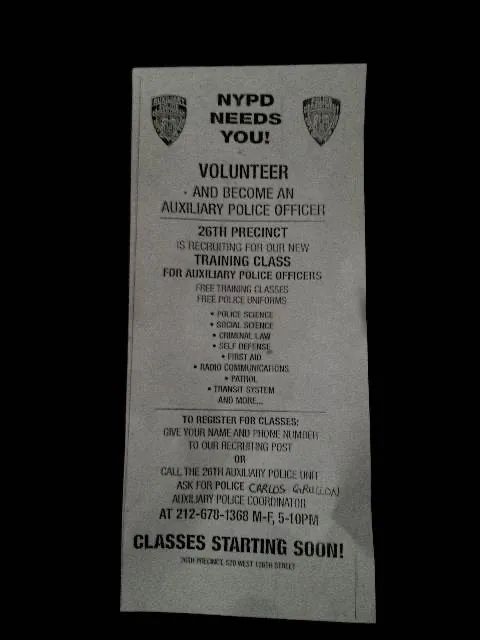 NYPD
NEEDS
YOU!
VOLUNTEER
AND BECOME AN
AUXILIARY POLICE OFFICER
26TH PRECINCT
IS RECRUITING FOR OUR NEW
TRAINING CLASS
FOR AUXILIARY POLICE OFFICERS
FREE TRAINING CLASSES
FREE POLICE UNIFORMS
• POLICE SCIENCE
• SOCIAL SCIENCE
• CRIMINAL LAW
• SELF DEFENSE
• FIRST AID
• RADIO COMMUNICATIONS
• PATROL
• TRANSIT SYSTEM
AND MORE...
TO REGISTER FOR CLASSES:
GIVE YOUR NAME AND PHONE NUMBER
TO OUR RECRUITING POST
OR
CALL THE 26TH AUXILIARY POLICE UNIT
ASK FOR POLICE CARLOS
AUXILIARY POLICE COORDINATOR
AT 212-678-1368 M-F, 5-10PM
CLASSES STARTING SOON!
26TH PRECINCT, 520 WEST 126TH STREET